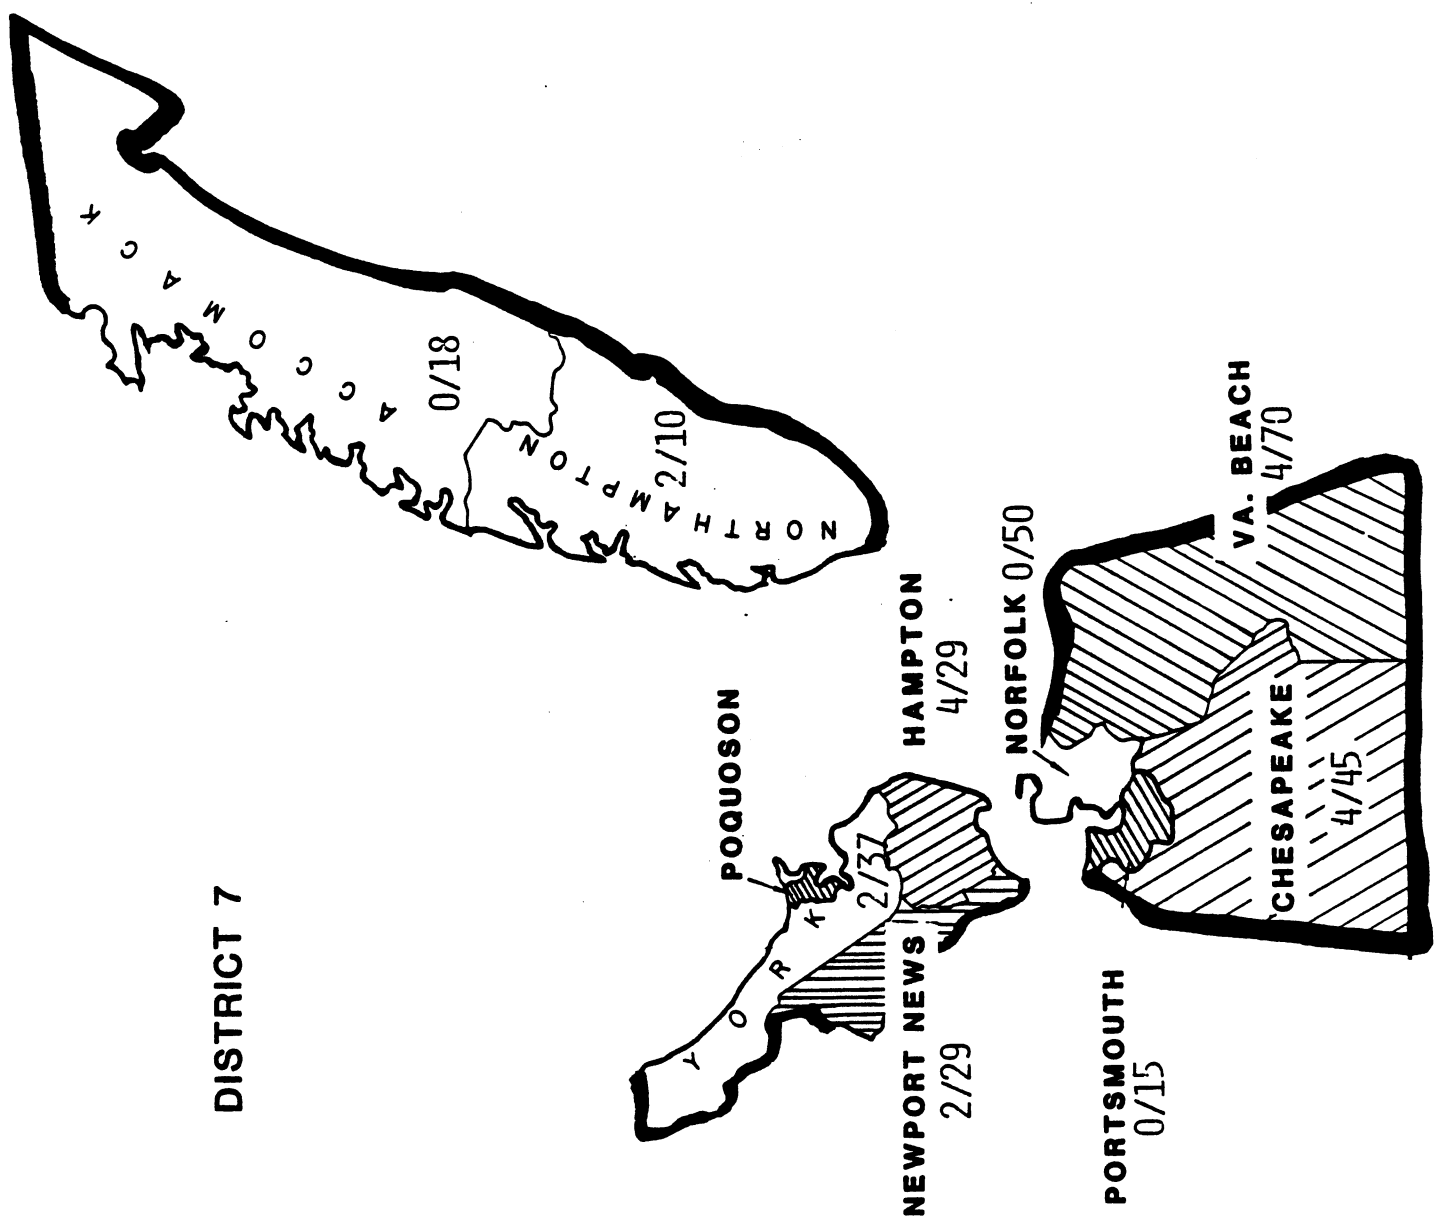 DISTRICT 7
ACCOMACK
0/18
NORTHAMPTON
2/10
POQUOSON
YORK
2/37
HAMPTON
4/29
NEWPORT NEWS
2/29
NORFOLK 0/50
PORTSMOUTH
0/15
VA. BEACH
4/70
CHESAPEAKE
4/45